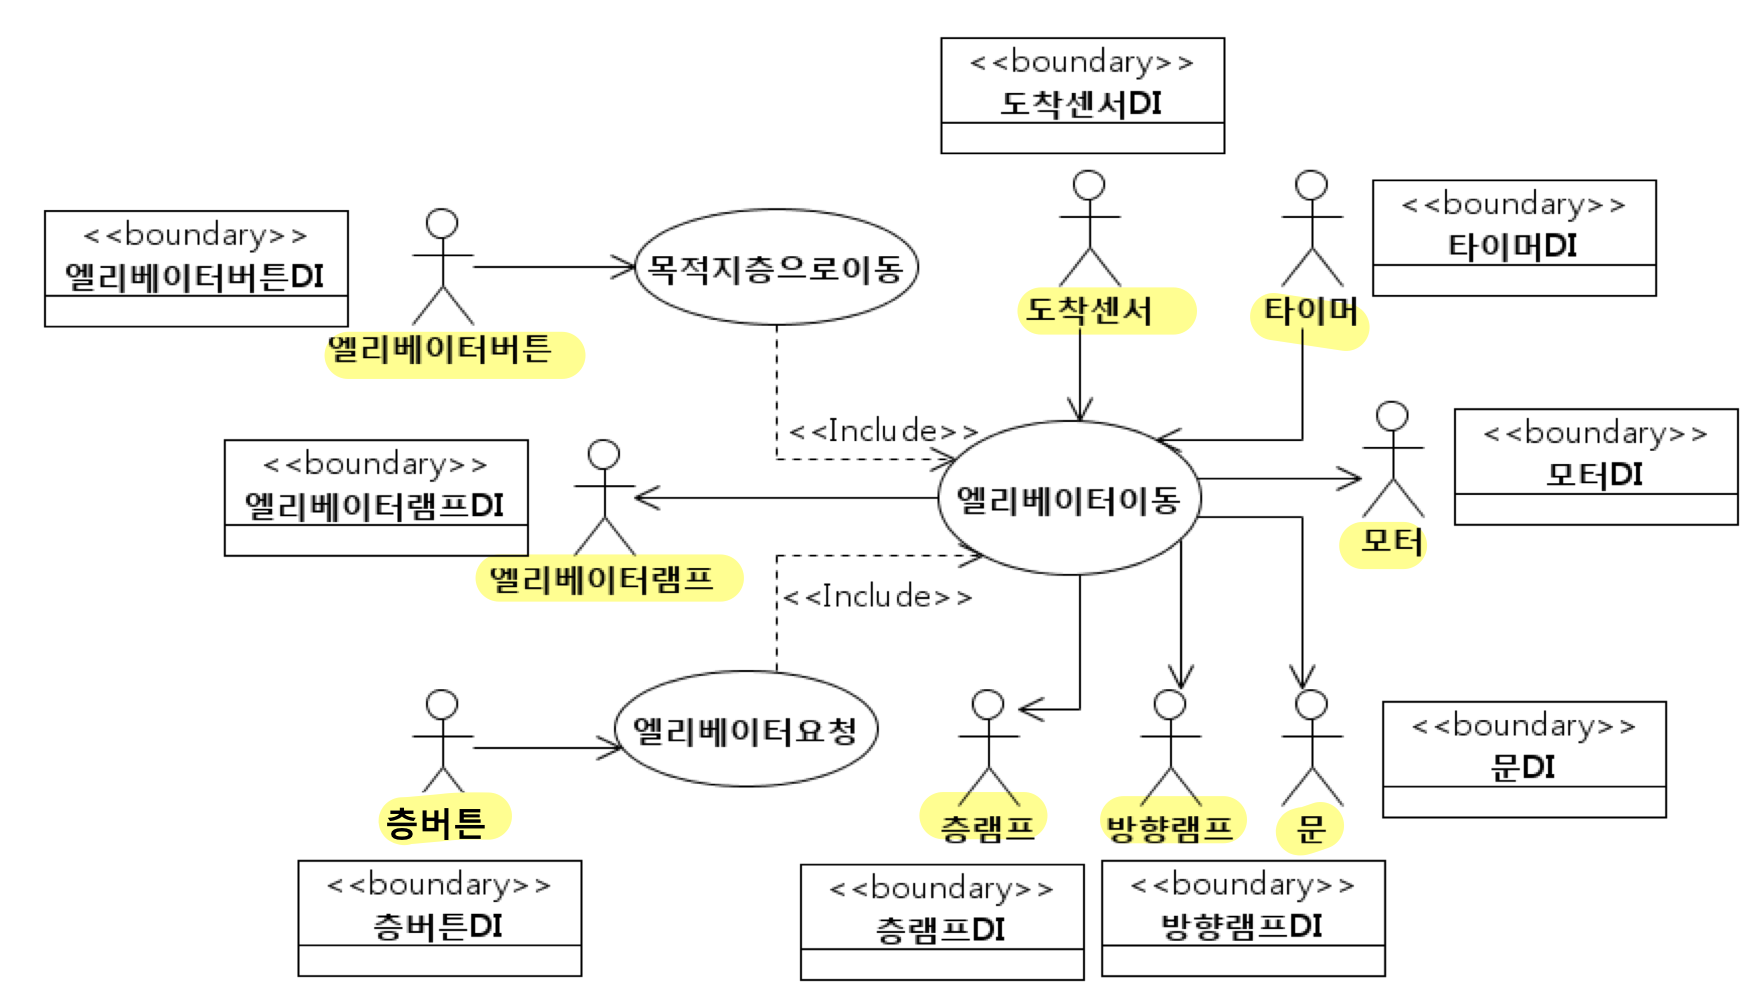 <<boundary>>
도착센서DI
<<boundary>>
타이머DI
<<boundary>>
엘리베이터버튼DI
목적지층으로이동
도착센서
타이머
엘리베이터버튼
<<Include>>
<<boundary>>
모터DI
<<boundary>>
엘리베이터램프DI
엘리베이터이동
모터
엘리베이터램프
<<Include>>
엘리베이터요청
<<boundary>>
문DI
층버튼
층램프
방향램프
문
<<boundary>>
층버튼DI
<<boundary>>
층램프DI
<<boundary>>
방향램프DI